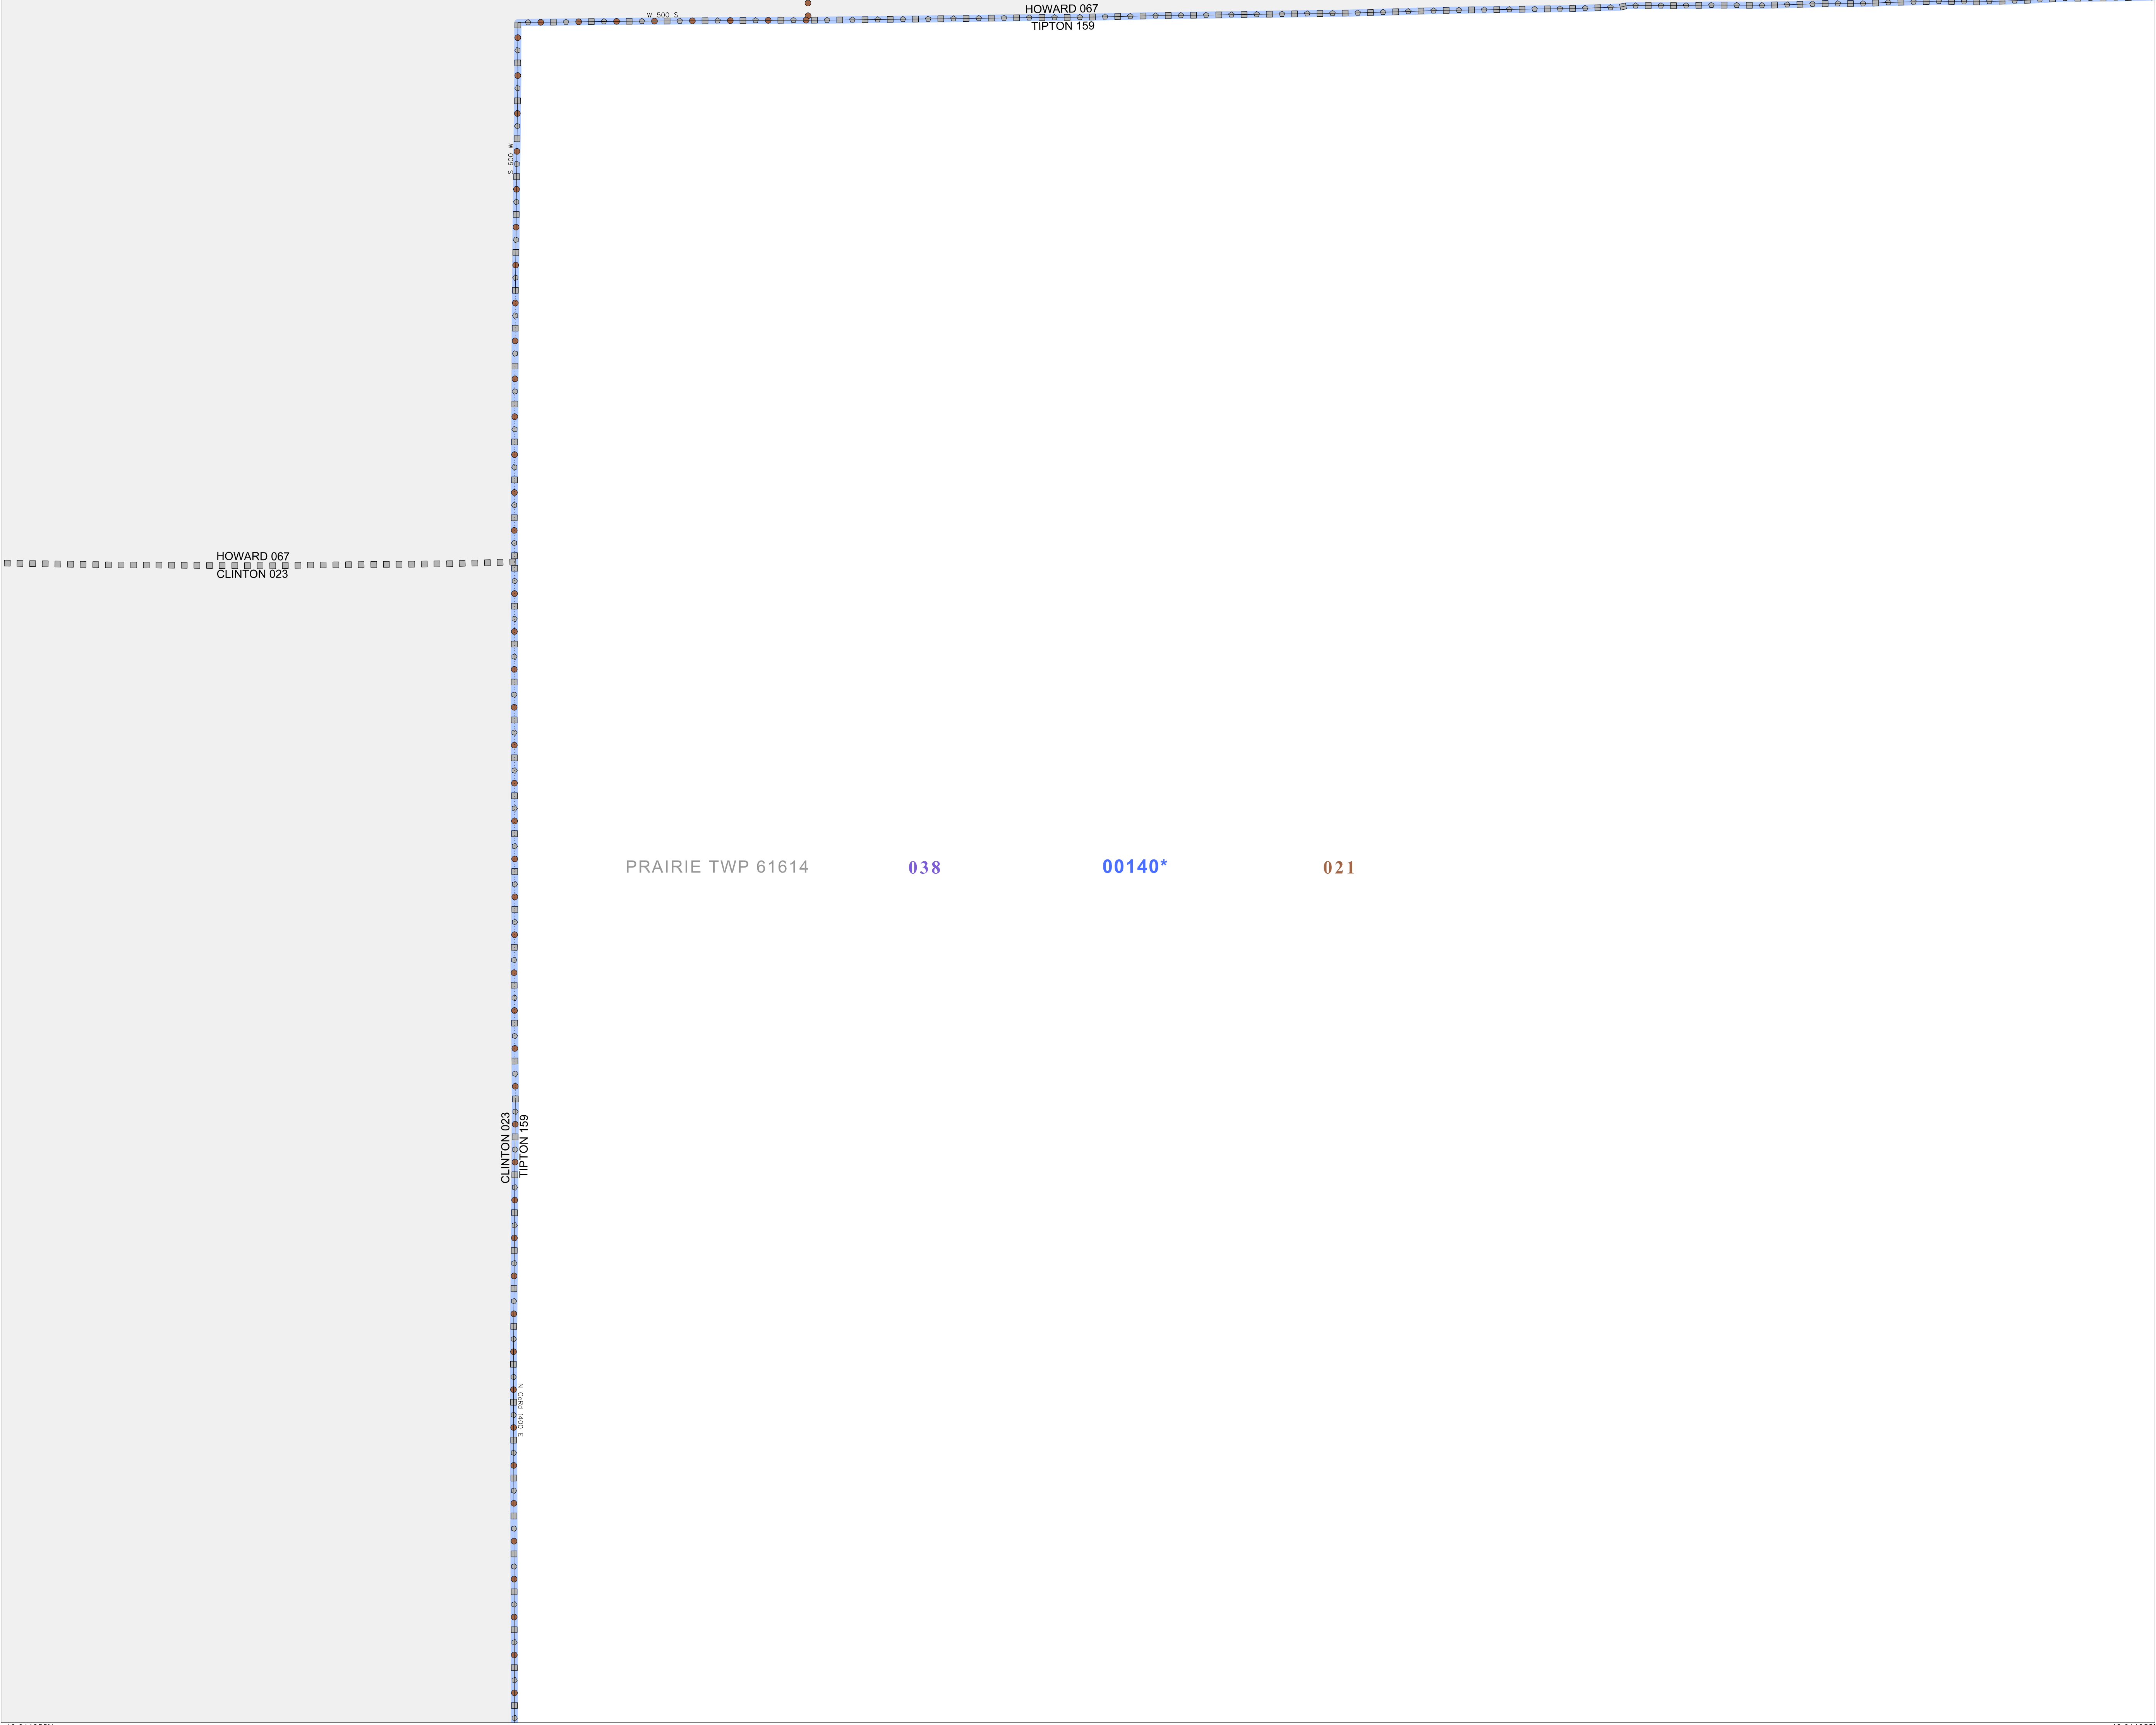 HOWARD 067
W 500 S
TIPTON 159
S 600 W
HOWARD 067
CLINTON 023
PRAIRIE TWP 61614 038 00140* 021
CLINTON 023
TIPTON 159
N CoRd 1400 E